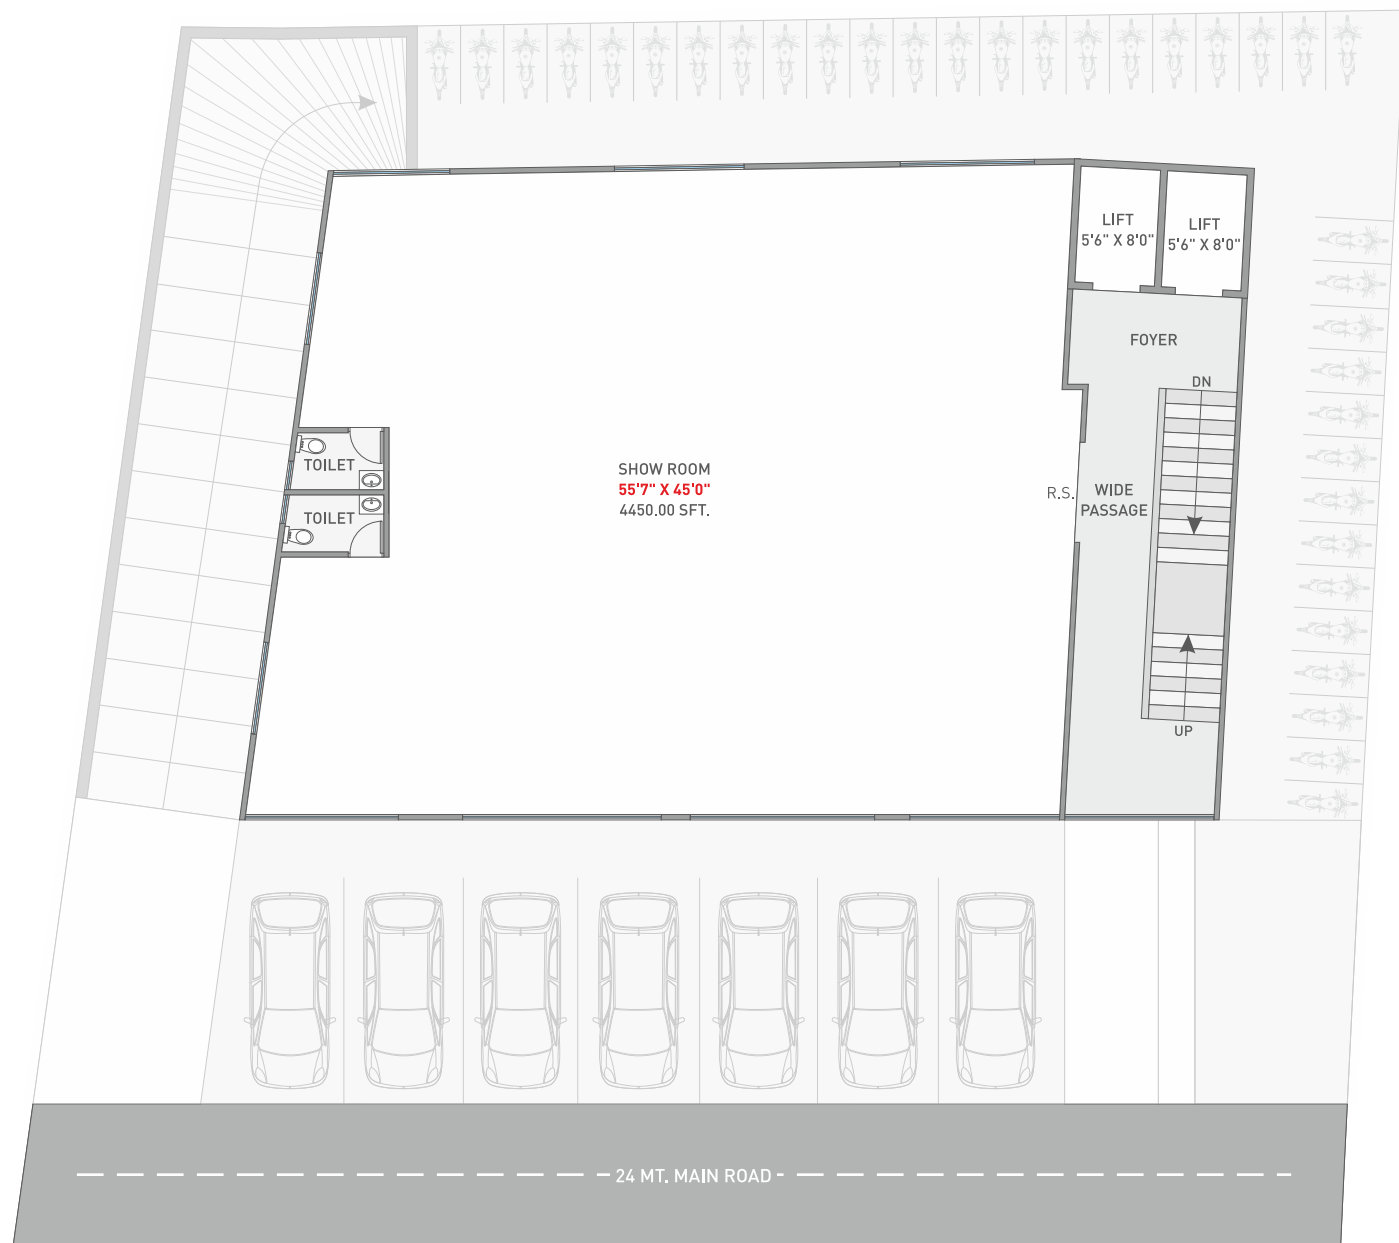 LIFT
5'6" X 8'0"
LIFT
5'6" X 8'0"
FOYER
DN
TOILET
TOILET
SHOW ROOM
55'7" X 45'0"
4450.00 SFT.
R.S.
WIDE
PASSAGE
UP
24 MT. MAIN ROAD